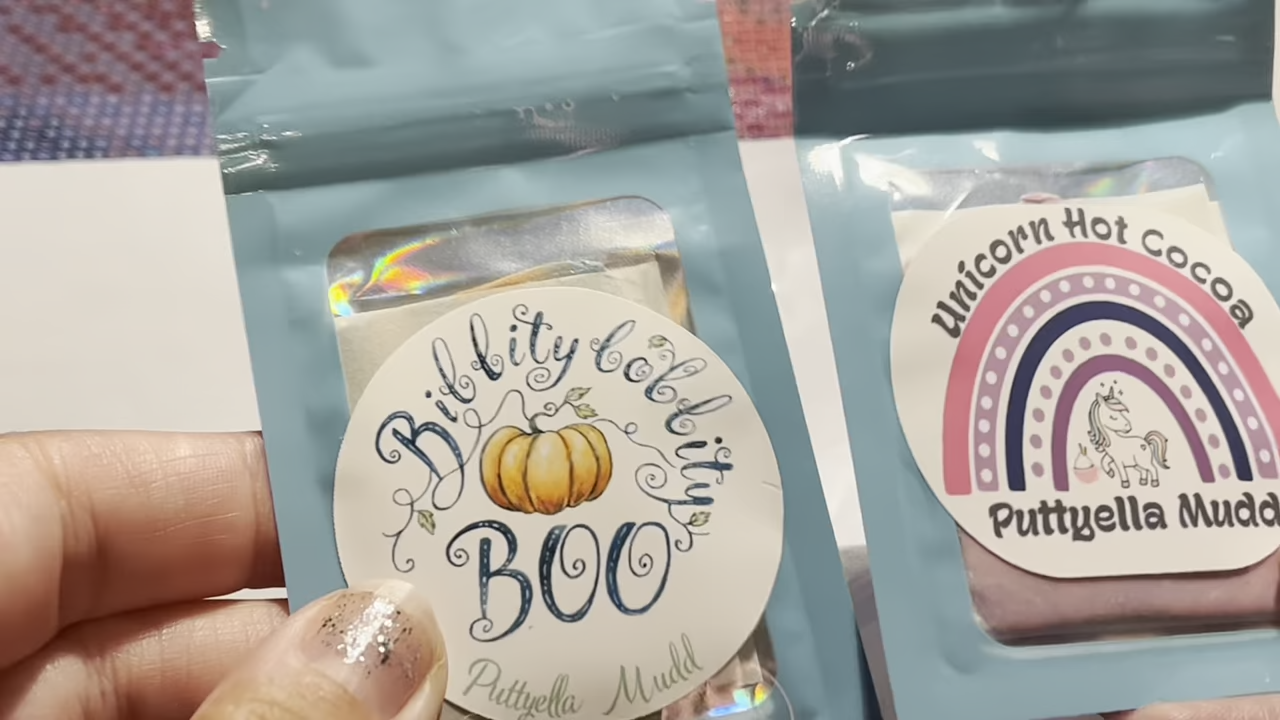 Bibbity bobbity
BOO
Puttyella Mudd
Unicorn Hot Cocoa
Puttyella Mudd